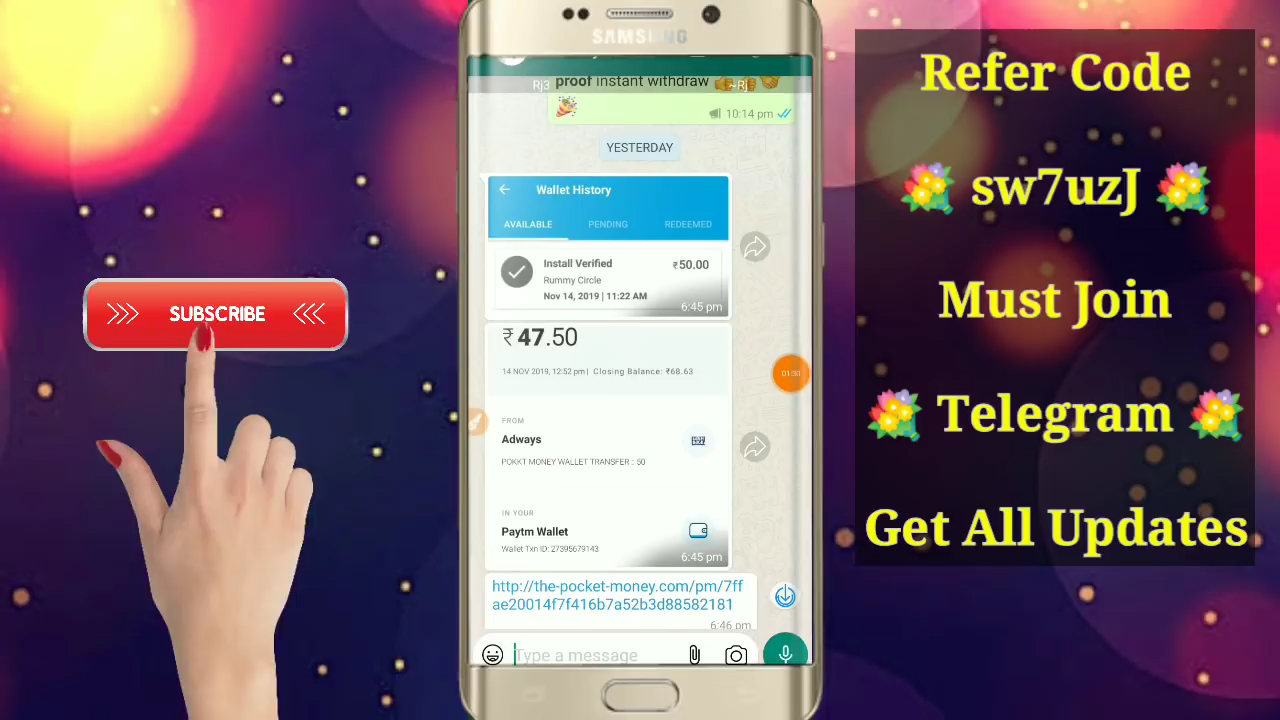 SAMSUNG
proof instant withdraw 👍👍👏
Rj3
~Rj
🎉
10:14 pm
YESTERDAY
Wallet History
AVAILABLE PENDING REDEEMED
Install Verified ₹50.00
Rummy Circle
Nov 14, 2019 | 11:22 AM
6:45 pm
₹ 47.50
14 NOV 2019, 12:52 pm | Closing Balance: ₹68.63
01:30
FROM
Adways
POKKT MONEY WALLET TRANSFER : 50
IN YOUR
Paytm Wallet
Wallet Txn ID: 27395679143
6:45 pm
http://the-pocket-money.com/pm/7ff
ae20014f7f416b7a52b3d88582181
6:46 pm
Type a message
SUBSCRIBE
Refer Code
💐 sw7uzJ 💐
Must Join
💐 Telegram 💐
Get All Updates